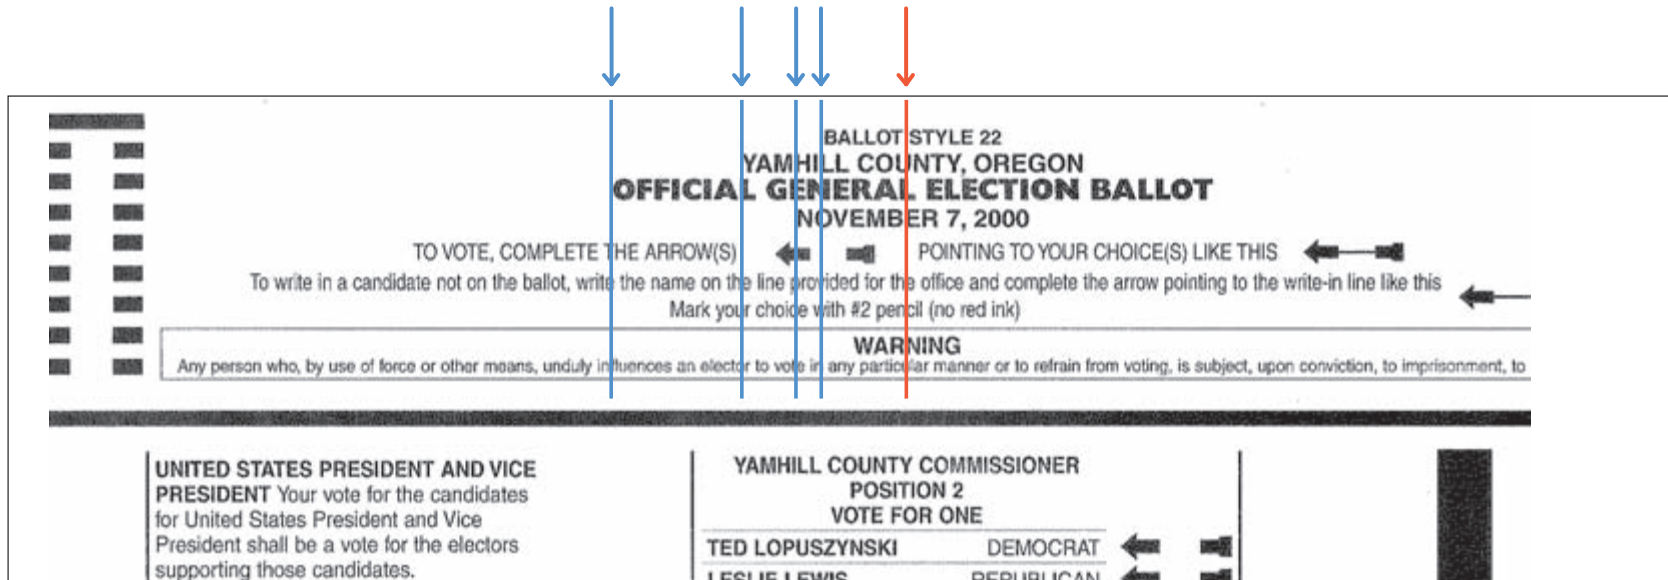 BALLOT STYLE 22
YAMHILL COUNTY, OREGON
OFFICIAL GENERAL ELECTION BALLOT
NOVEMBER 7, 2000
TO VOTE, COMPLETE THE ARROW(S) POINTING TO YOUR CHOICE(S) LIKE THIS
To write in a candidate not on the ballot, write the name on the line provided for the office and complete the arrow pointing to the write-in line like this
Mark your choice with #2 pencil (no red ink)
WARNING
Any person who, by use of force or other means, unduly influences an elector to vote in any particular manner or to refrain from voting, is subject, upon conviction, to imprisonment, to
UNITED STATES PRESIDENT AND VICE
PRESIDENT Your vote for the candidates
for United States President and Vice
President shall be a vote for the electors
supporting those candidates.
YAMHILL COUNTY COMMISSIONER
POSITION 2
VOTE FOR ONE
TED LOPUSZYNSKI DEMOCRAT
LESLIE LEWIS REPUBLICAN